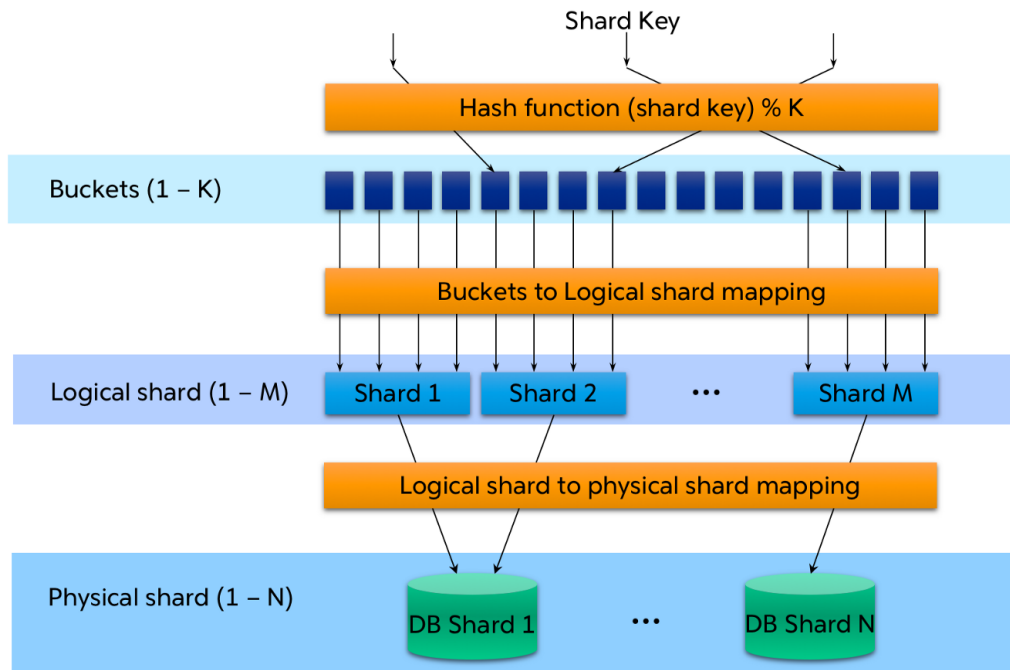 Shard Key
Hash function (shard key) % K
Buckets (1 – K)
Buckets to Logical shard mapping
Logical shard (1 – M)
Shard 1
Shard 2
...
Shard M
Logical shard to physical shard mapping
Physical shard (1 – N)
DB Shard 1
...
DB Shard N